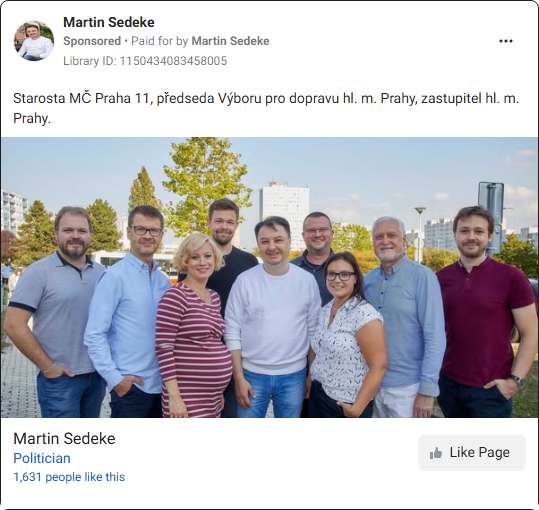 Martin Sedeke
Sponsored • Paid for by Martin Sedeke
Library ID: 1150434083458005
Starosta MČ Praha 11, předseda Výboru pro dopravu hl. m. Prahy, zastupitel hl. m.
Prahy.
Martin Sedeke
Politician
1,631 people like this
Like Page